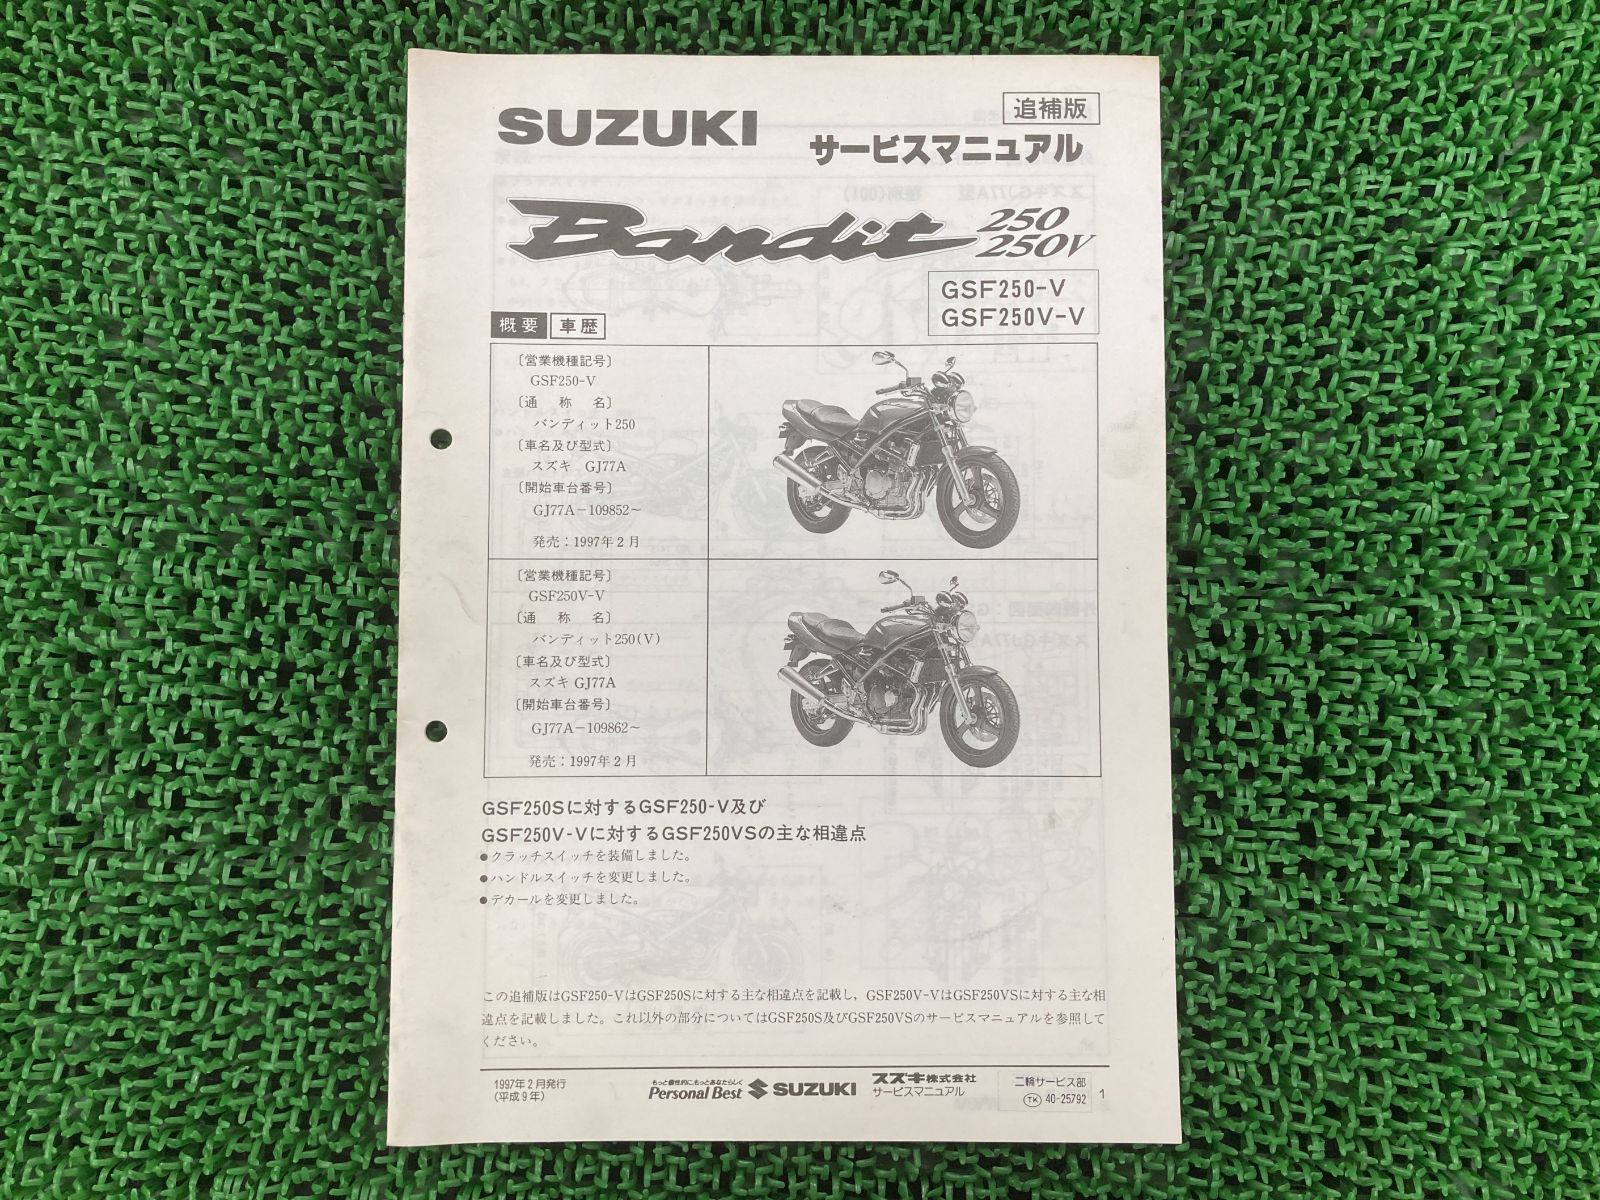 追補版
SUZUKI
サービスマニュアル
Bandit 250
250V
GSF250-V
GSF250V-V
概要 車歴
〔営業機種記号〕
GSF250-V
〔通 称 名〕
バンディット250
〔車名及び型式〕
スズキ GJ77A
〔開始車台番号〕
GJ77A-109852～
発売：1997年2月
〔営業機種記号〕
GSF250V-V
〔通 称 名〕
バンディット250(V)
〔車名及び型式〕
スズキ GJ77A
〔開始車台番号〕
GJ77A-109862～
発売：1997年2月
GSF250Sに対するGSF250-V及び
GSF250V-Vに対するGSF250VSの主な相違点
●クラッチスイッチを装備しました。
●ハンドルスイッチを変更しました。
●デカールを変更しました。
この追補版はGSF250-VはGSF250Sに対する主な相違点を記載し，GSF250V-VはGSF250VSに対する主な相
違点を記載しました。これ以外の部分についてはGSF250S及びGSF250VSのサービスマニュアルを参照して
ください。
1997年2月発行
(平成9年)
もっと個性的に、もっとあなたらしく
Personal Best SUZUKI
スズキ株式会社
サービスマニュアル
二輪サービス部
TK 40-25792
1